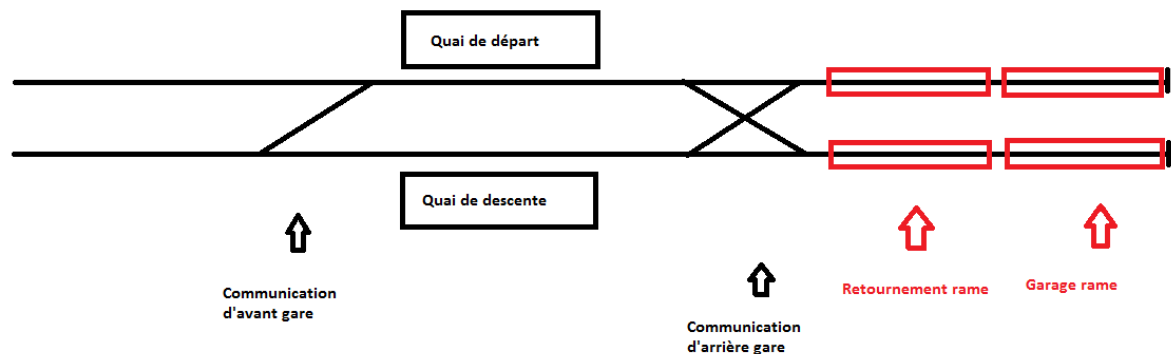 Quai de départ
Quai de descente
Communication
d'avant gare
Communication
d'arrière gare
Retournement rame
Garage rame